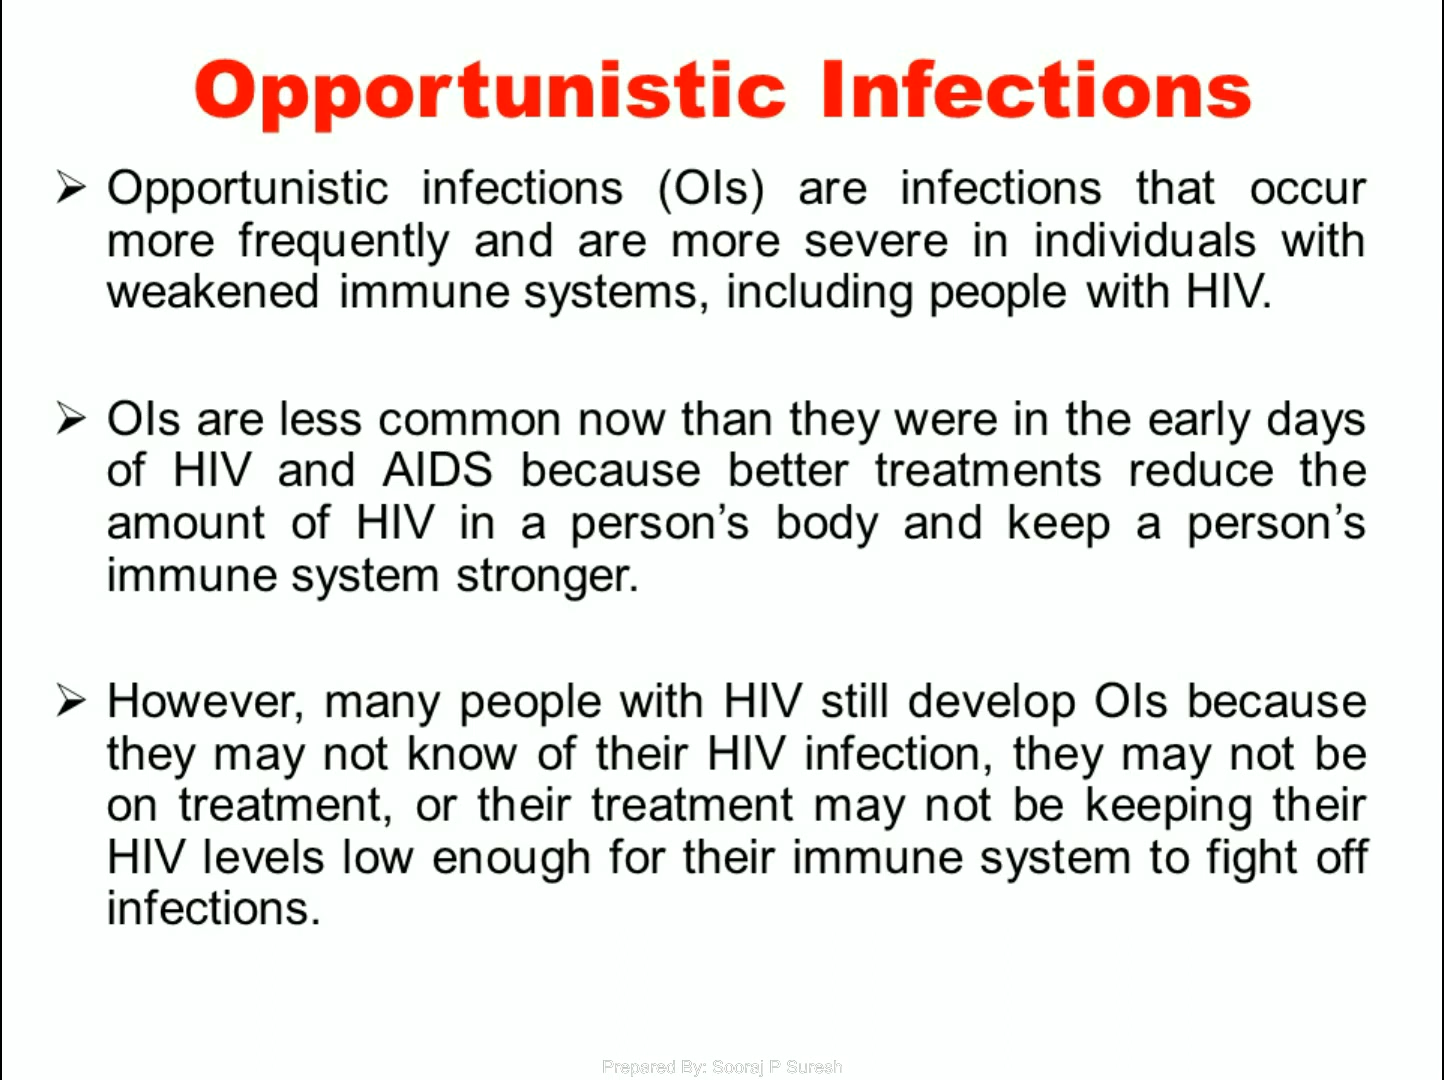 Opportunistic Infections
➢ Opportunistic infections (OIs) are infections that occur
more frequently and are more severe in individuals with
weakened immune systems, including people with HIV.
➢ OIs are less common now than they were in the early days
of HIV and AIDS because better treatments reduce the
amount of HIV in a person’s body and keep a person’s
immune system stronger.
➢ However, many people with HIV still develop OIs because
they may not know of their HIV infection, they may not be
on treatment, or their treatment may not be keeping their
HIV levels low enough for their immune system to fight off
infections.
Prepared By: Sooraj P Suresh